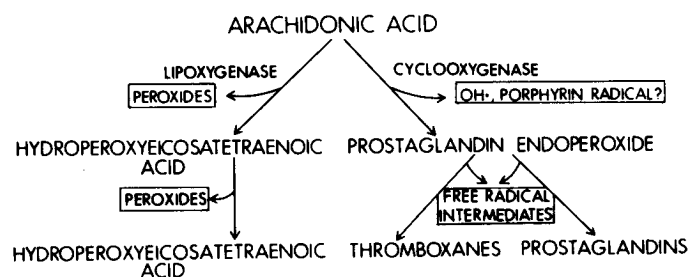 ARACHIDONIC ACID
LIPOXYGENASE
CYCLOOXYGENASE
PEROXIDES
OH·, PORPHYRIN RADICAL?
HYDROPEROXYEICOSATETRAENOIC
ACID
PROSTAGLANDIN ENDOPEROXIDE
PEROXIDES
FREE RADICAL
INTERMEDIATES
HYDROPEROXYEICOSATETRAENOIC
ACID
THROMBOXANES
PROSTAGLANDINS